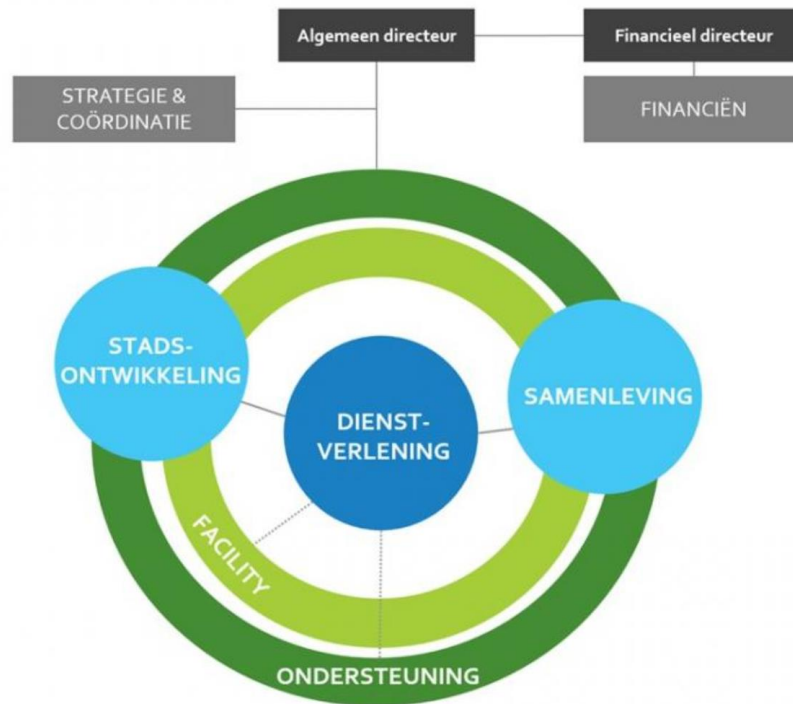 Algemeen directeur
Financieel directeur
STRATEGIE &
COÖRDINATIE
FINANCIËN
STADS-
ONTWIKKELING
DIENST-
VERLENING
SAMENLEVING
FACILITY
ONDERSTEUNING